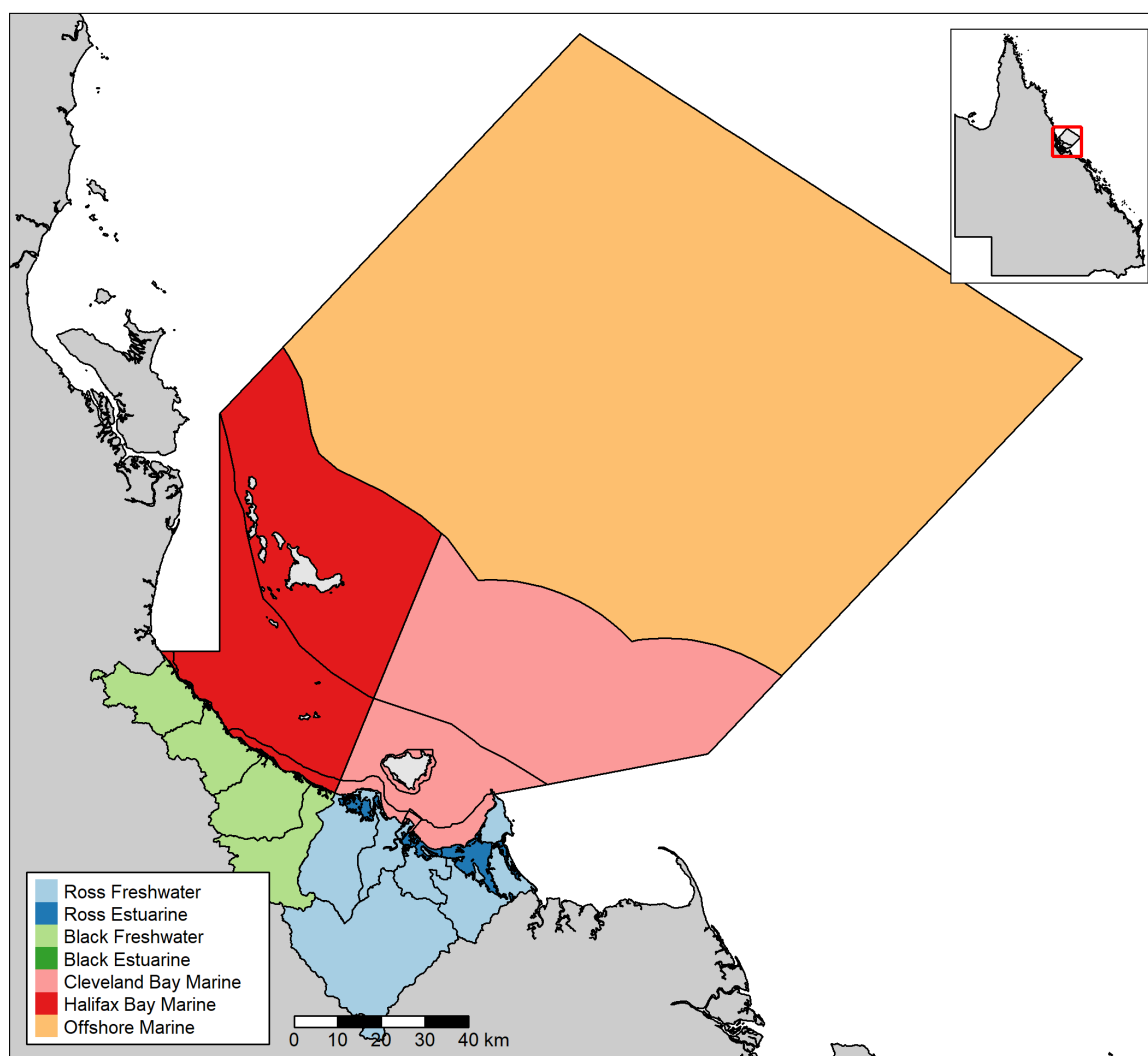 Ross Freshwater
Ross Estuarine
Black Freshwater
Black Estuarine
Cleveland Bay Marine
Halifax Bay Marine
Offshore Marine
0 10 20 30 40 km